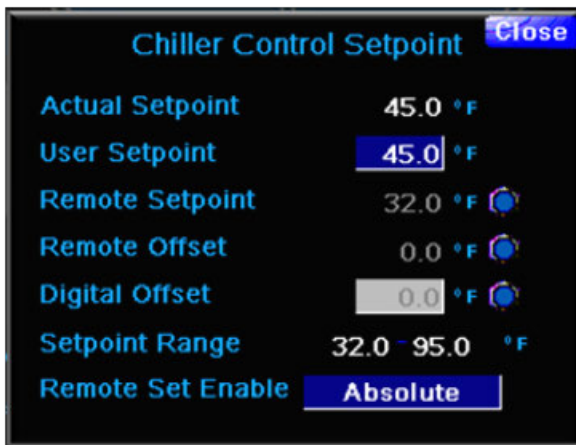 Chiller Control Setpoint Close
Actual Setpoint 45.0 °F
User Setpoint 45.0 °F
Remote Setpoint 32.0 °F
Remote Offset 0.0 °F
Digital Offset 0.0 °F
Setpoint Range 32.0 - 95.0 °F
Remote Set Enable Absolute